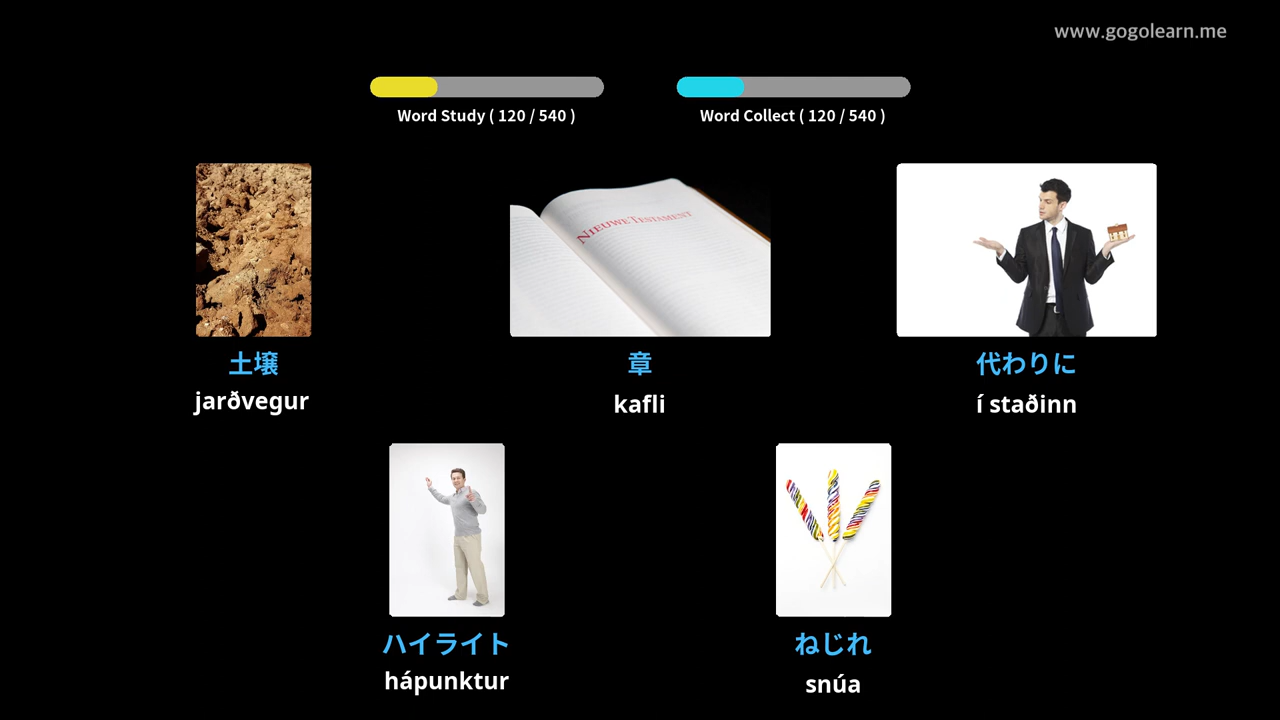 www.gogolearn.me
Word Study ( 120 / 540 )
Word Collect ( 120 / 540 )
NIEUWE TESTAMENT
土壌
jarðvegur
章
kafli
代わりに
í staðinn
ハイライト
hápunktur
ねじれ
snúa